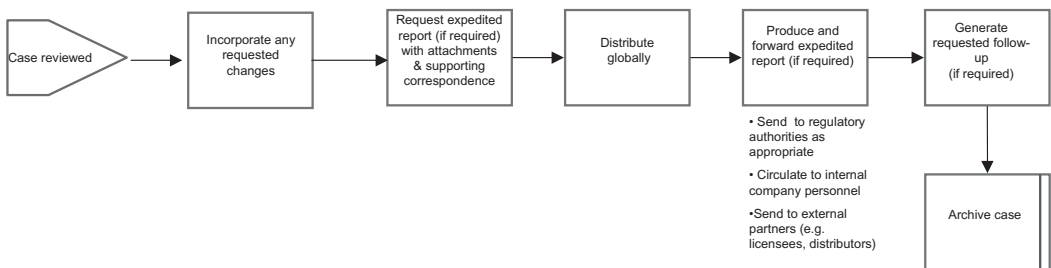 Case reviewed
Incorporate any
requested
changes
Request expedited
report (if required)
with attachments
& supporting
correspondence
Distribute
globally
Produce and
forward expedited
report (if required)
• Send to regulatory
authorities as
appropriate
• Circulate to internal
company personnel
•Send to external
partners (e.g.
licensees, distributors)
Generate
requested follow-
up
(if required)
Archive case